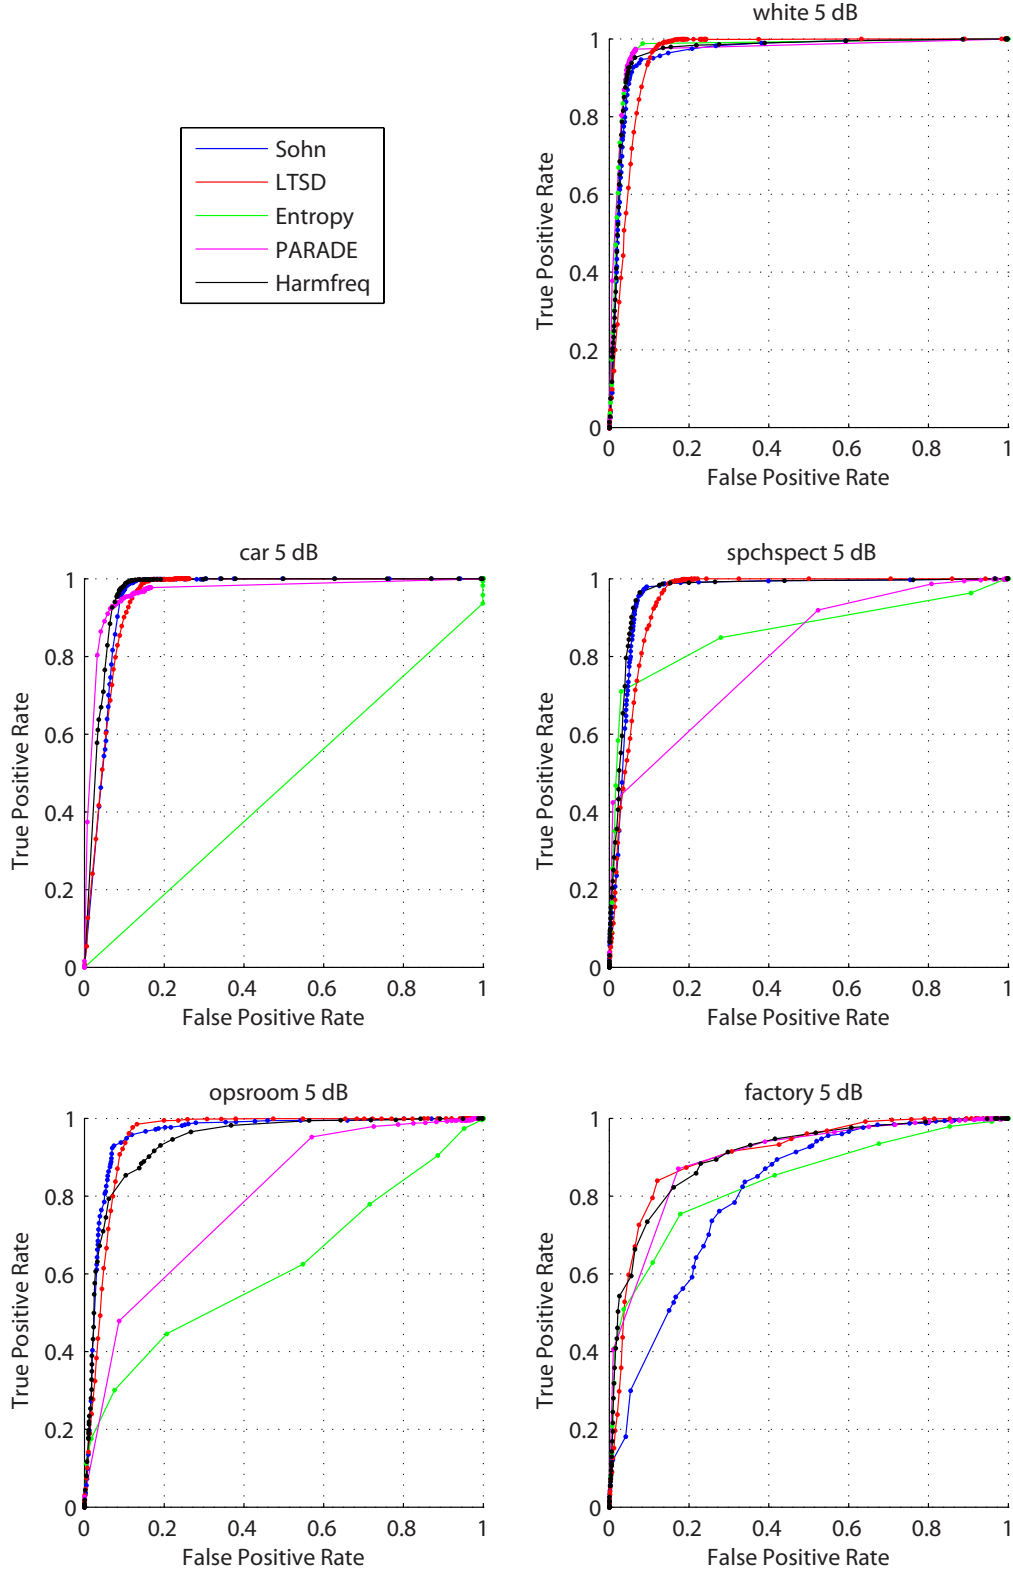 white 5 dB
Sohn
LTSD
Entropy
PARADE
Harmfreq
True Positive Rate
1
0.8
0.6
0.4
0.2
0
0 0.2 0.4 0.6 0.8 1
False Positive Rate
car 5 dB
True Positive Rate
1
0.8
0.6
0.4
0.2
0
0 0.2 0.4 0.6 0.8 1
False Positive Rate
spchspect 5 dB
True Positive Rate
1
0.8
0.6
0.4
0.2
0
0 0.2 0.4 0.6 0.8 1
False Positive Rate
opsroom 5 dB
True Positive Rate
1
0.8
0.6
0.4
0.2
0
0 0.2 0.4 0.6 0.8 1
False Positive Rate
factory 5 dB
True Positive Rate
1
0.8
0.6
0.4
0.2
0
0 0.2 0.4 0.6 0.8 1
False Positive Rate